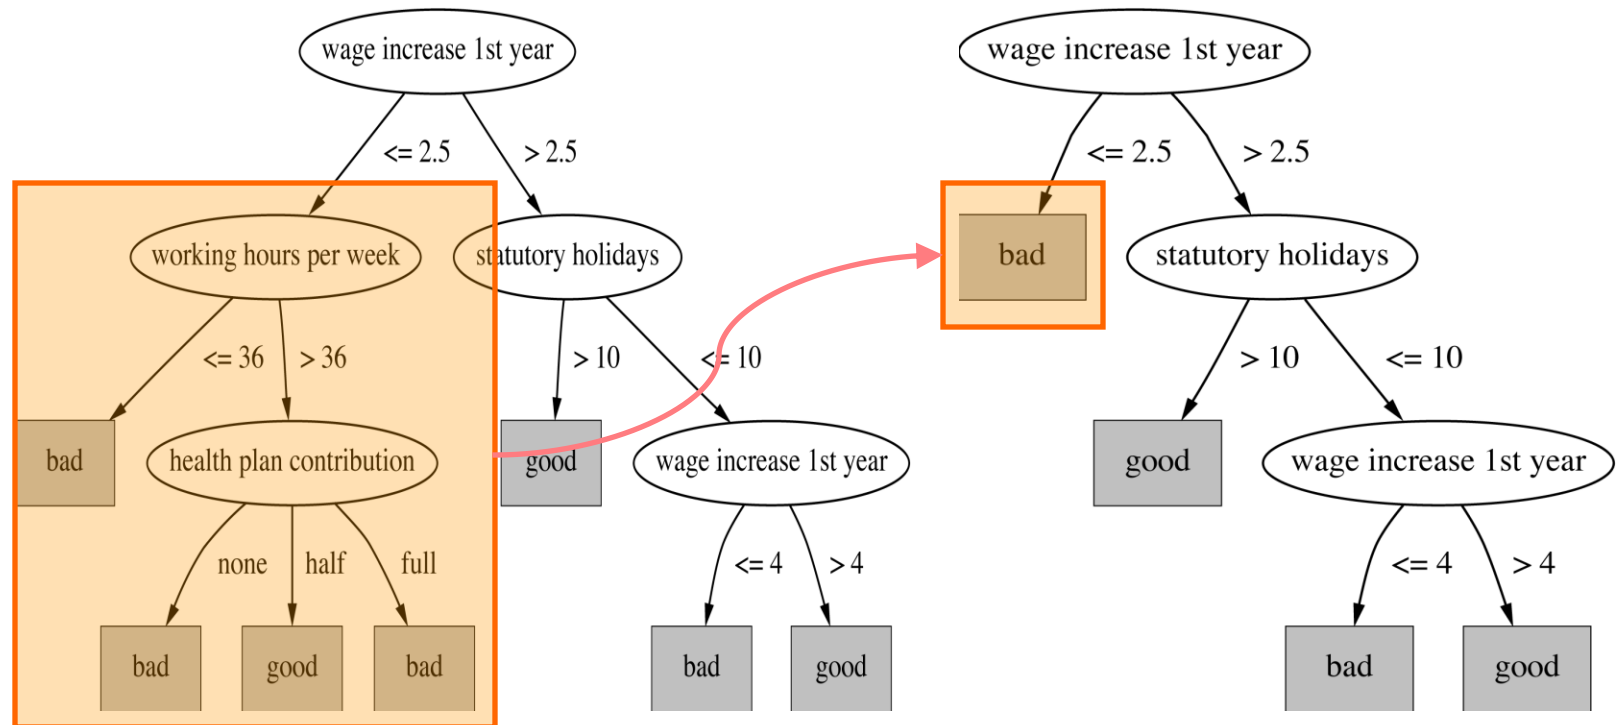 wage increase 1st year
<= 2.5
> 2.5
working hours per week
statutory holidays
<= 36
> 36
> 10
<= 10
bad
health plan contribution
good
wage increase 1st year
none
half
full
<= 4
> 4
bad
good
bad
bad
good
wage increase 1st year
<= 2.5
> 2.5
bad
statutory holidays
> 10
<= 10
good
wage increase 1st year
<= 4
> 4
bad
good